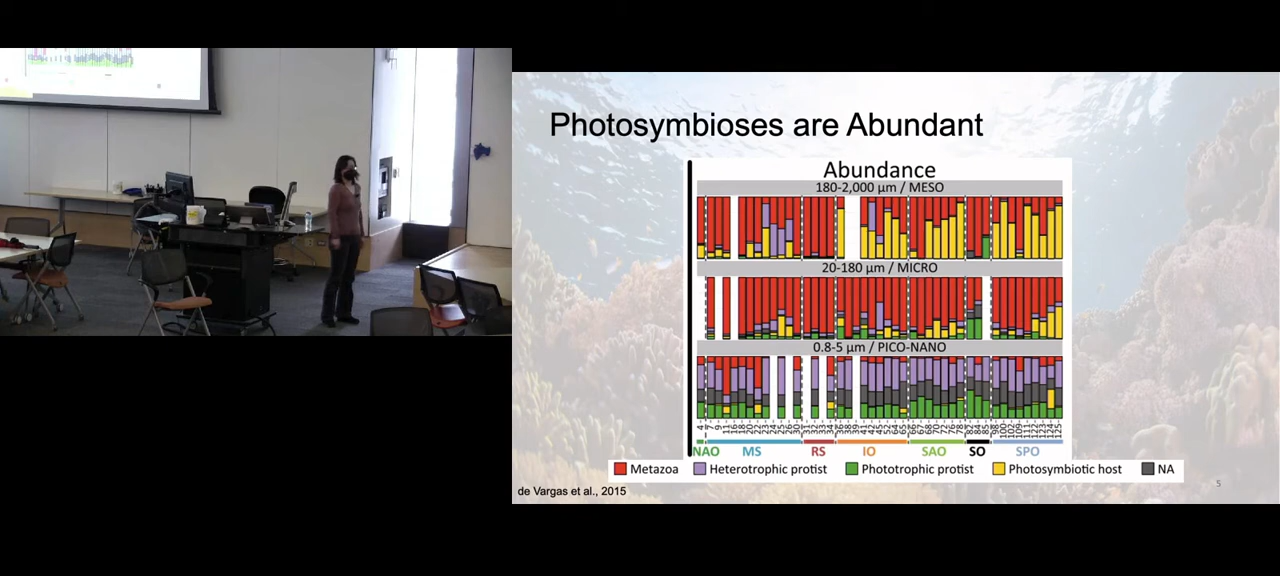 Photosymbioses are Abundant
Abundance
180-2,000 µm / MESO
20-180 µm / MICRO
0.8-5 µm / PICO-NANO
NAO MS RS IO SAO SO SPO
Metazoa Heterotrophic protist Phototrophic protist Photosymbiotic host NA
de Vargas et al., 2015
5